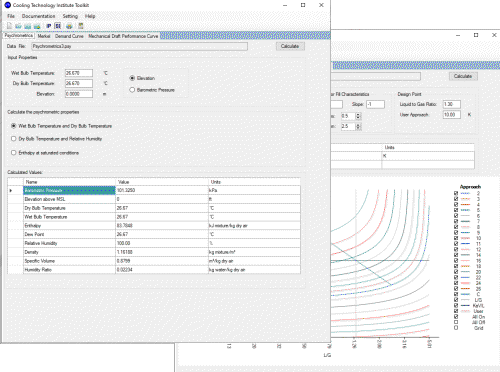 Cooling Technology Institute Toolkit
File Documentation Setting Help
IP
Psychrometrics Merkel Demand Curve Mechanical Draft Performance Curve
Data File: Psychrometrics3.psy Calculate
Input Properties
Wet Bulb Temperature: 26.670 °C
Dry Bulb Temperature: 26.670 °C
Elevation: 0.0000 m
Elevation
Barometric Pressure
Calculate the psychrometric properties
Wet Bulb Temperature and Dry Bulb Temperature
Dry Bulb Temperature and Relative Humidity
Enthalpy at saturated conditions
Calculated Values:
Name Value Units
Barometric Pressure 101.3250 kPa
Elevation above MSL 0 ft
Dry Bulb Temperature 26.67 °C
Wet Bulb Temperature 26.67 °C
Enthalpy 83.7840 kJ mixture/kg dry air
Dew Point 26.67 °C
Relative Humidity 100.00 %
Density 1.16188 kg mixture/m³
Specific Volume 0.8799 m³/kg dry air
Humidity Ratio 0.02234 kg water/kg dry air
Calculate
Fill Characteristics
Slope: -1
0.5
2.5
Design Point
Liquid to Gas Ratio: 1.30
User Approach: 10.00 K
Units
K
Approach
2
3
4
5
6
7
8
9
10
11
12
14
16
18
20
22
24
26
C
KaV/L
User
All On
All Off
Grid
L/G